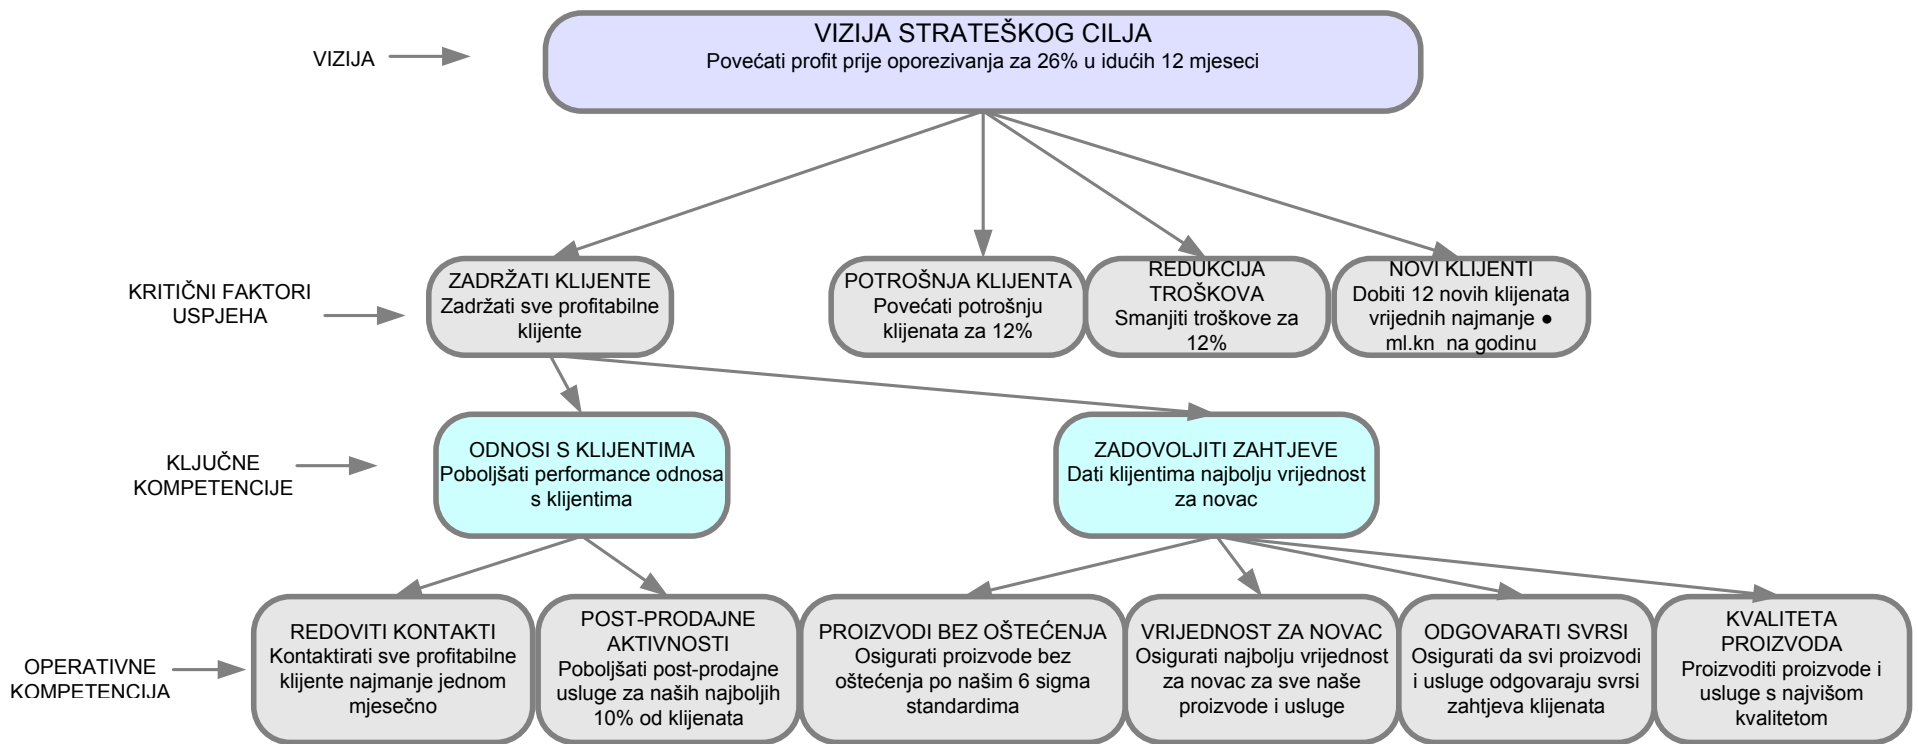 VIZIJA
VIZIJA STRATEŠKOG CILJA
Povećati profit prije oporezivanja za 26% u idućih 12 mjeseci
KRITIČNI FAKTORI
USPJEHA
ZADRŽATI KLIJENTE
Zadržati sve profitabilne
klijente
POTROŠNJA KLIJENTA
Povećati potrošnju
klijenata za 12%
REDUKCIJA
TROŠKOVA
Smanjiti troškove za
12%
NOVI KLIJENTI
Dobiti 12 novih klijenata
vrijednih najmanje ●
ml.kn na godinu
KLJUČNE
KOMPETENCIJE
ODNOSI S KLIJENTIMA
Poboljšati performance odnosa
s klijentima
ZADOVOLJITI ZAHTJEVE
Dati klijentima najbolju vrijednost
za novac
OPERATIVNE
KOMPETENCIJA
REDOVITI KONTAKTI
Kontaktirati sve profitabilne
klijente najmanje jednom
mjesečno
POST-PRODAJNE
AKTIVNOSTI
Poboljšati post-prodajne
usluge za naših najboljih
10% od klijenata
PROIZVODI BEZ OŠTEĆENJA
Osigurati proizvode bez
oštećenja po našim 6 sigma
standardima
VRIJEDNOST ZA NOVAC
Osigurati najbolju vrijednost
za novac za sve naše
proizvode i usluge
ODGOVARATI SVRSI
Osigurati da svi proizvodi
i usluge odgovaraju svrsi
zahtjeva klijenata
KVALITETA
PROIZVODA
Proizvoditi proizvode i
usluge s najvišom
kvalitetom